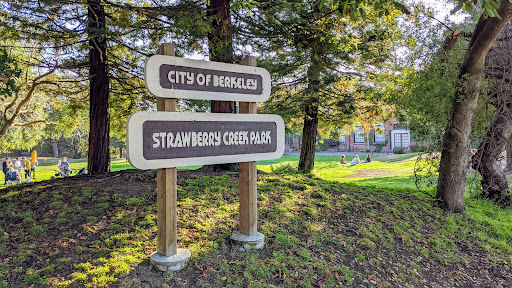 CITY OF BERKELEY
STRAWBERRY CREEK PARK